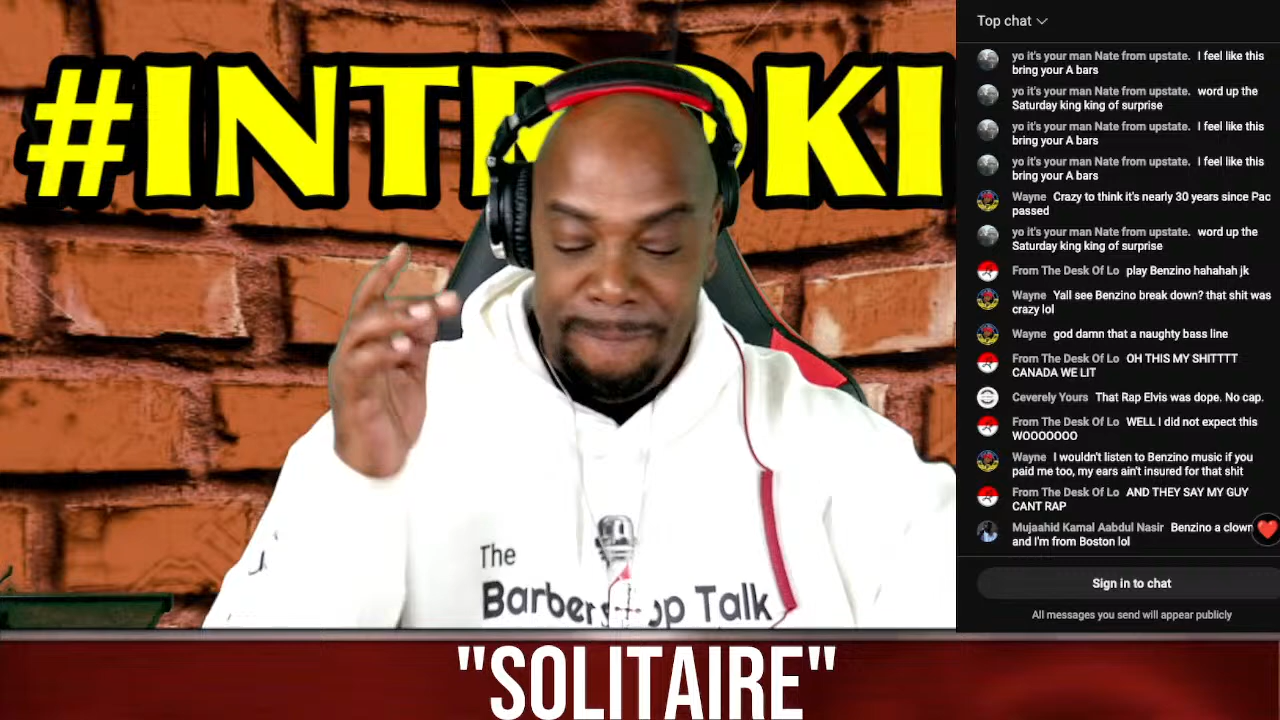 #INTROKI
The
Barbershop Talk
"SOLITAIRE"
Top chat
yo it's your man Nate from upstate. I feel like this
bring your A bars
yo it's your man Nate from upstate. word up the
Saturday king king of surprise
yo it's your man Nate from upstate. I feel like this
bring your A bars
yo it's your man Nate from upstate. I feel like this
bring your A bars
Wayne Crazy to think it's nearly 30 years since Pac
passed
yo it's your man Nate from upstate. word up the
Saturday king king of surprise
From The Desk Of Lo play Benzino hahahah jk
Wayne Yall see Benzino break down? that shit was
crazy lol
Wayne god damn that a naughty bass line
From The Desk Of Lo OH THIS MY SHITTTT
CANADA WE LIT
Ceverely Yours That Rap Elvis was dope. No cap.
From The Desk Of Lo WELL I did not expect this
WOOOOOOO
Wayne I wouldn't listen to Benzino music if you
paid me too, my ears ain't insured for that shit
From The Desk Of Lo AND THEY SAY MY GUY
CANT RAP
Mujaahid Kamal Aabdul Nasir Benzino a clown
and I'm from Boston lol
Sign in to chat
All messages you send will appear publicly